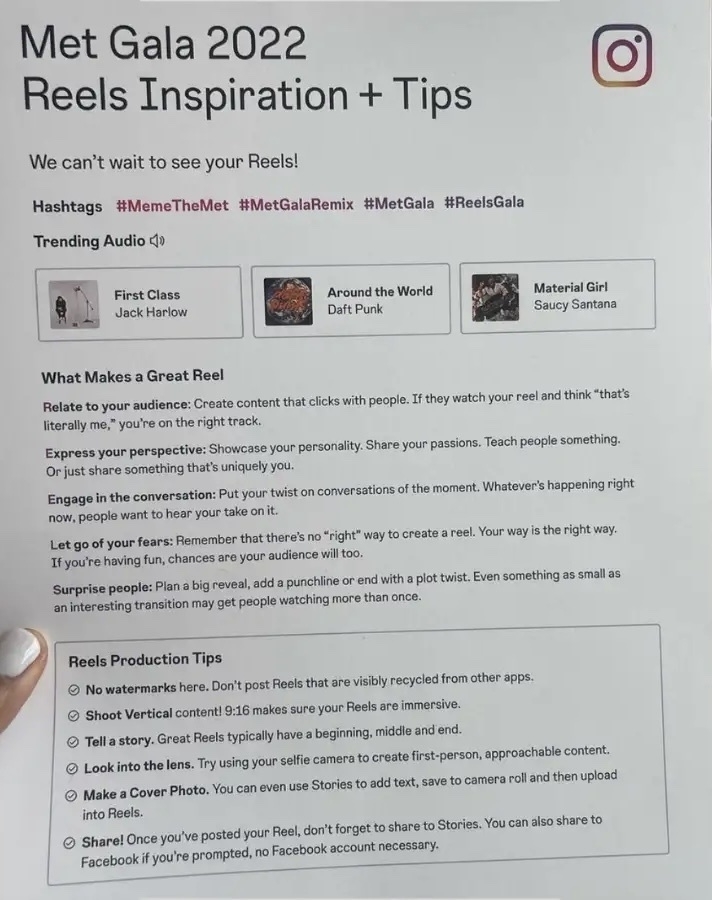 Met Gala 2022
Reels Inspiration + Tips
We can't wait to see your Reels!
Hashtags #MemeTheMet #MetGalaRemix #MetGala #ReelsGala
Trending Audio
First Class
Jack Harlow
Around the World
Daft Punk
Material Girl
Saucy Santana
What Makes a Great Reel
Relate to your audience: Create content that clicks with people. If they watch your reel and think “that's
literally me,” you're on the right track.
Express your perspective: Showcase your personality. Share your passions. Teach people something.
Or just share something that's uniquely you.
Engage in the conversation: Put your twist on conversations of the moment. Whatever's happening right
now, people want to hear your take on it.
Let go of your fears: Remember that there's no “right” way to create a reel. Your way is the right way.
If you're having fun, chances are your audience will too.
Surprise people: Plan a big reveal, add a punchline or end with a plot twist. Even something as small as
an interesting transition may get people watching more than once.
Reels Production Tips
No watermarks here. Don't post Reels that are visibly recycled from other apps.
Shoot Vertical content! 9:16 makes sure your Reels are immersive.
Tell a story. Great Reels typically have a beginning, middle and end.
Look into the lens. Try using your selfie camera to create first-person, approachable content.
Make a Cover Photo. You can even use Stories to add text, save to camera roll and then upload
into Reels.
Share! Once you've posted your Reel, don't forget to share to Stories. You can also share to
Facebook if you're prompted, no Facebook account necessary.